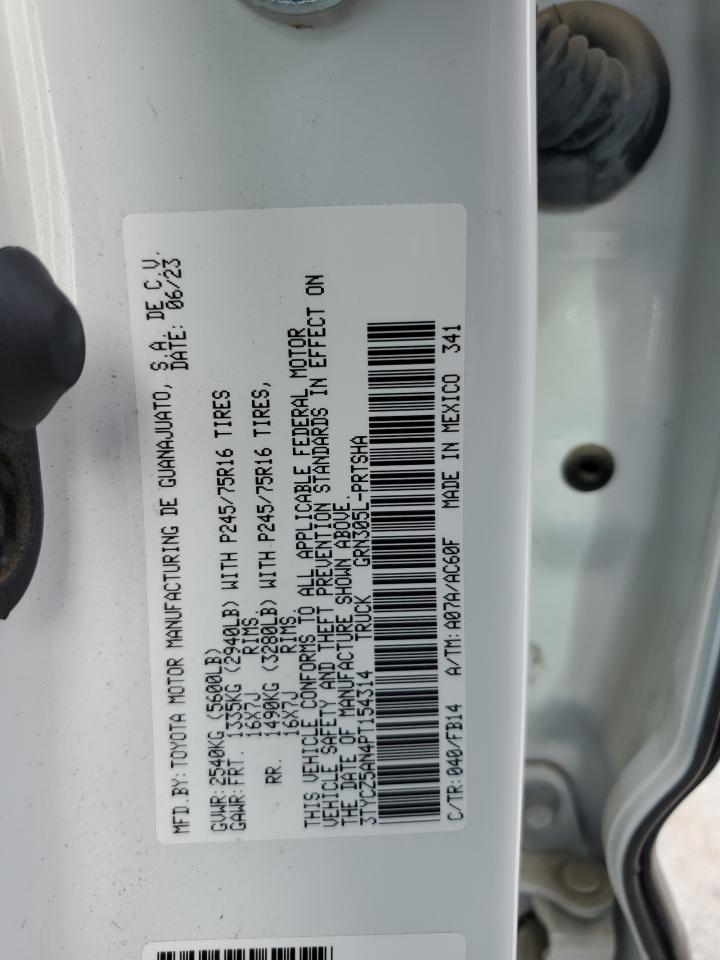 MFD.BY: TOYOTA MOTOR MANUFACTURING DE GUANAJUATO, S.A. DE C.V.
DATE: 06/23
GVWR: 2540KG (5600LB)
GAWR: FRT. 1335KG (2940LB) WITH P245/75R16 TIRES
16X7J RIMS.
RR. 1490KG (3280LB) WITH P245/75R16 TIRES,
16X7J RIMS.
THIS VEHICLE CONFORMS TO ALL APPLICABLE FEDERAL MOTOR
VEHICLE SAFETY AND THEFT PREVENTION STANDARDS IN EFFECT ON
THE DATE OF MANUFACTURE SHOWN ABOVE.
3TYCZ5AN4PT154314 TRUCK GRN305L-PRTSHA
C/TR: 040/FB14 A/TM: A07A/AC60F MADE IN MEXICO 341